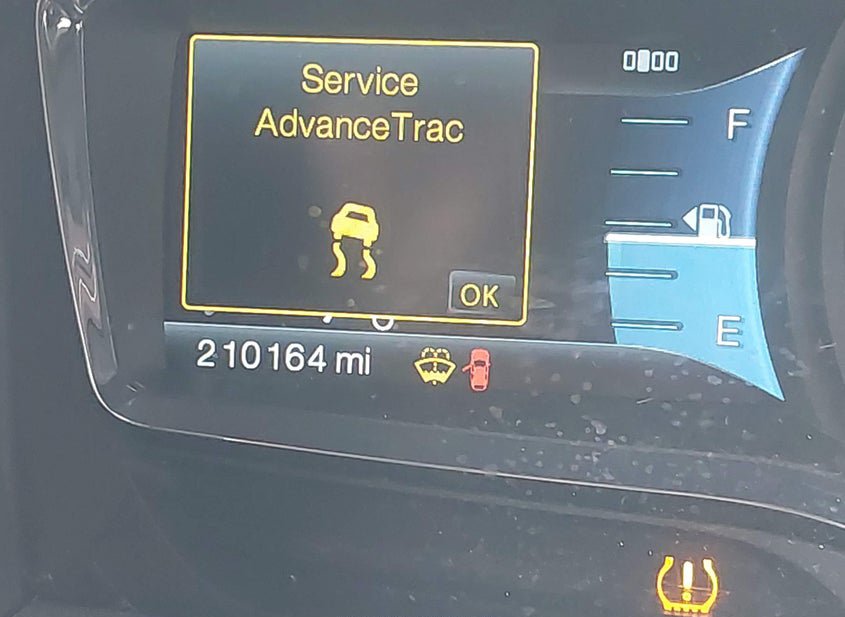 Service
AdvanceTrac
OK
F
E
210164 mi